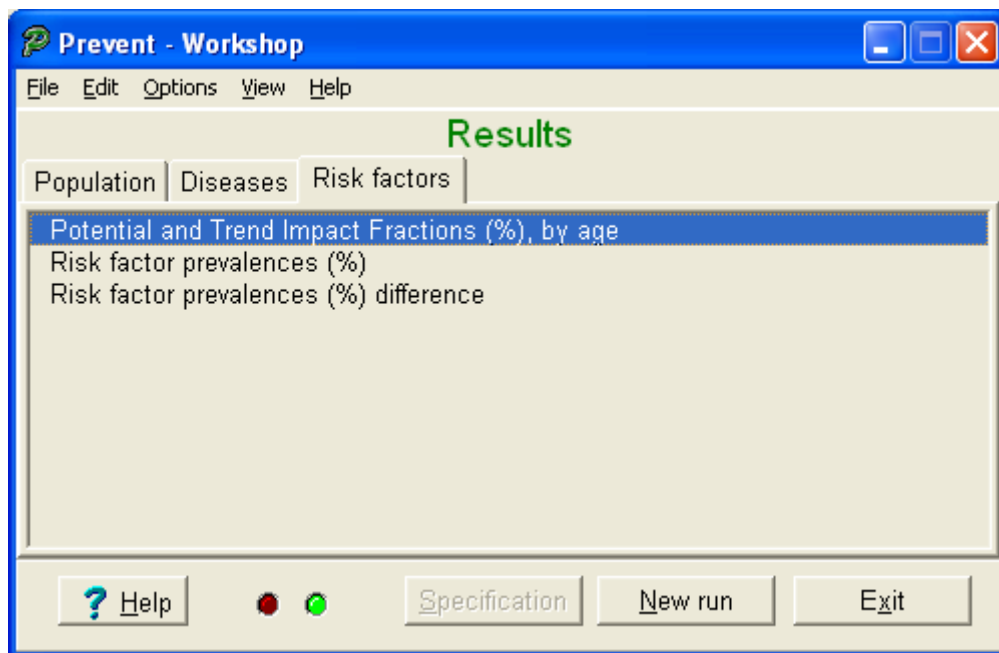 Prevent - Workshop
File Edit Options View Help
Results
Population Diseases Risk factors
Potential and Trend Impact Fractions (%), by age
Risk factor prevalences (%)
Risk factor prevalences (%) difference
? Help Specification New run Exit